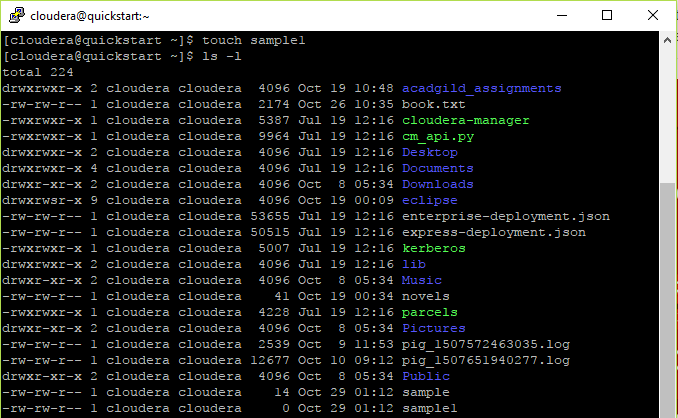 cloudera@quickstart:~
[cloudera@quickstart ~]$ touch sample1
[cloudera@quickstart ~]$ ls -l
total 224
drwxrwxr-x 2 cloudera cloudera  4096 Oct 19 10:48 acadgild_assignments
-rw-rw-r-- 1 cloudera cloudera  2174 Oct 26 10:35 book.txt
-rwxrwxr-x 1 cloudera cloudera  5387 Jul 19 12:16 cloudera-manager
-rwxrwxr-x 1 cloudera cloudera  9964 Jul 19 12:16 cm_api.py
drwxrwxr-x 2 cloudera cloudera  4096 Jul 19 12:16 Desktop
drwxrwxr-x 4 cloudera cloudera  4096 Jul 19 12:16 Documents
drwxr-xr-x 2 cloudera cloudera  4096 Oct  8 05:34 Downloads
drwxrwsr-x 9 cloudera cloudera  4096 Oct 19 00:09 eclipse
-rw-rw-r-- 1 cloudera cloudera 53655 Jul 19 12:16 enterprise-deployment.json
-rw-rw-r-- 1 cloudera cloudera 50515 Jul 19 12:16 express-deployment.json
-rwxrwxr-x 1 cloudera cloudera  5007 Jul 19 12:16 kerberos
drwxrwxr-x 2 cloudera cloudera  4096 Jul 19 12:16 lib
drwxr-xr-x 2 cloudera cloudera  4096 Oct  8 05:34 Music
-rw-rw-r-- 1 cloudera cloudera    41 Oct 19 00:34 novels
-rwxrwxr-x 1 cloudera cloudera  4228 Jul 19 12:16 parcels
drwxr-xr-x 2 cloudera cloudera  4096 Oct  8 05:34 Pictures
-rw-rw-r-- 1 cloudera cloudera  2539 Oct  9 11:53 pig_1507572463035.log
-rw-rw-r-- 1 cloudera cloudera 12677 Oct 10 09:12 pig_1507651940277.log
drwxr-xr-x 2 cloudera cloudera  4096 Oct  8 05:34 Public
-rw-rw-r-- 1 cloudera cloudera    14 Oct 29 01:12 sample
-rw-rw-r-- 1 cloudera cloudera     0 Oct 29 01:12 sample1